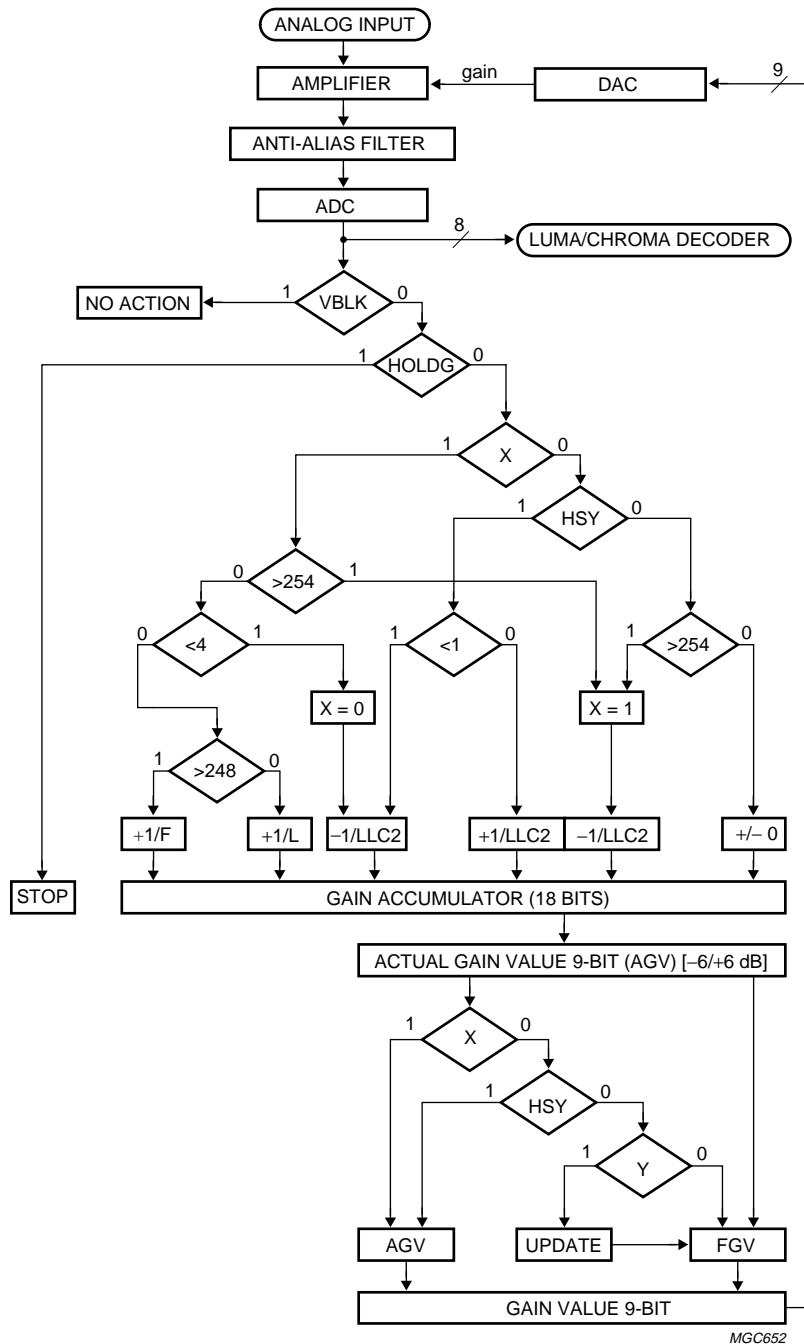 ANALOG INPUT
AMPLIFIER
gain
DAC
9
ANTI-ALIAS FILTER
ADC
8
LUMA/CHROMA DECODER
NO ACTION
1
VBLK
0
1
HOLDG
0
1
X
0
1
HSY
0
0
>254
1
0
<4
1
1
<1
0
1
>254
0
X = 0
X = 1
1
>248
0
+1/F
+1/L
−1/LLC2
+1/LLC2
−1/LLC2
+/− 0
STOP
GAIN ACCUMULATOR (18 BITS)
ACTUAL GAIN VALUE 9-BIT (AGV) [−6/+6 dB]
1
X
0
1
HSY
0
1
Y
0
AGV
UPDATE
FGV
GAIN VALUE 9-BIT
MGC652